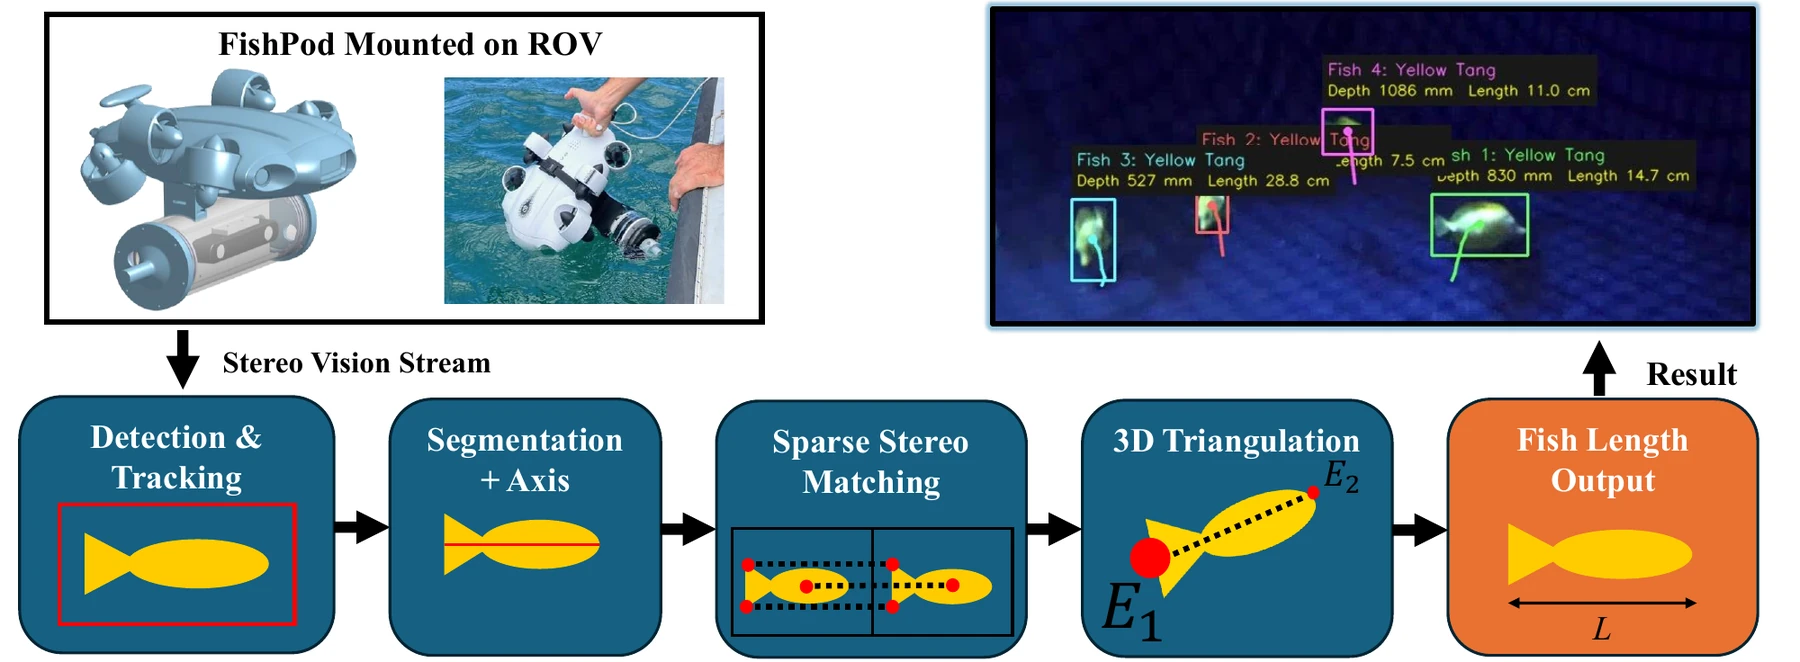 FishPod Mounted on ROV
Fish 4: Yellow Tang
Depth 1086 mm Length 11.0 cm
Fish 2: Yellow Tang
Length 7.5 cm
Fish 3: Yellow Tang
Depth 527 mm Length 28.8 cm
sh 1: Yellow Tang
Depth 830 mm Length 14.7 cm
Stereo Vision Stream
Result
Detection &
Tracking
Segmentation
+ Axis
Sparse Stereo
Matching
3D Triangulation
E₂
E₁
Fish Length
Output
L